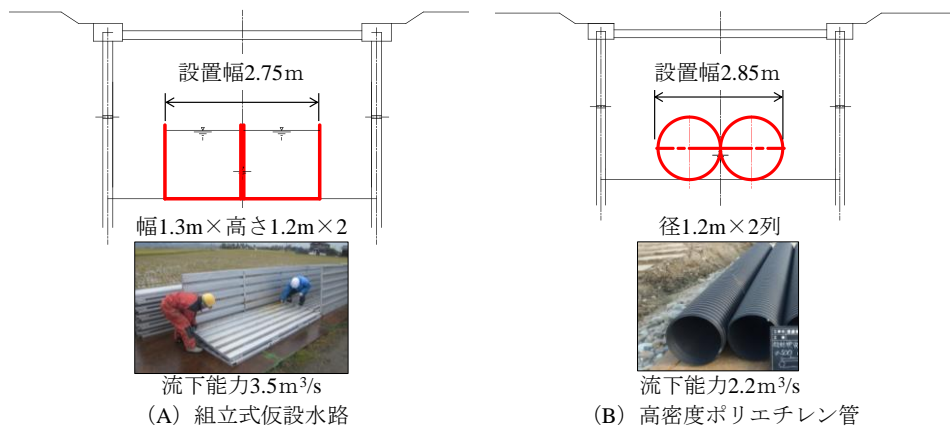 設置幅2.75m
幅1.3m×高さ1.2m×2
流下能力3.5m³/s
(A) 組立式仮設水路
設置幅2.85m
径1.2m×2列
流下能力2.2m³/s
(B) 高密度ポリエチレン管